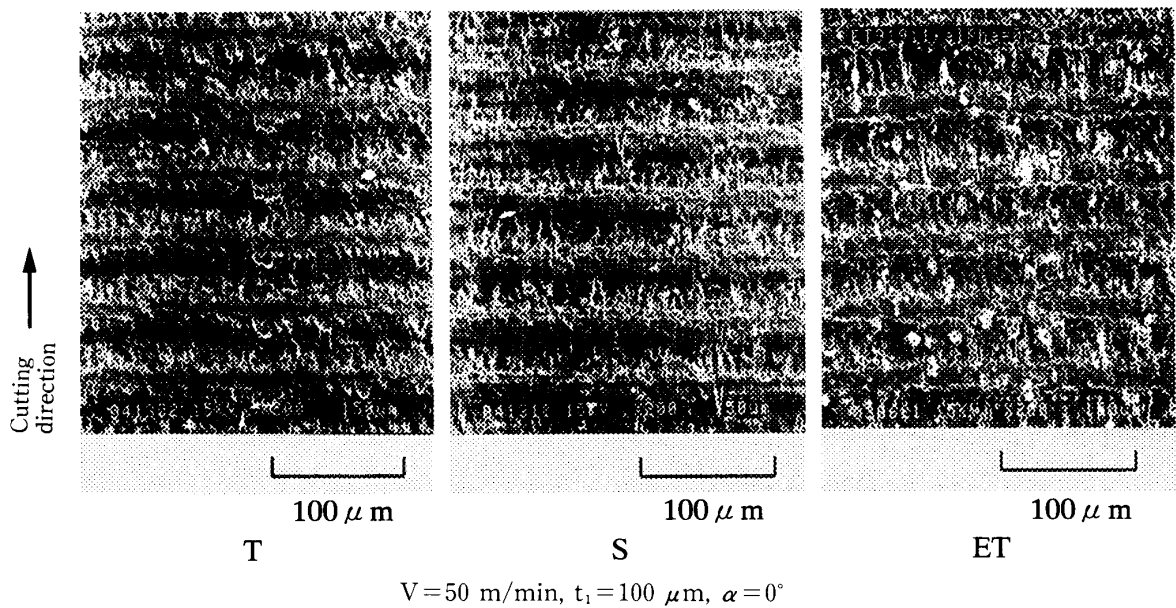 Cutting
direction
100 μm
100 μm
100 μm
T
S
ET
V=50 m/min, t₁=100 μm, α=0°